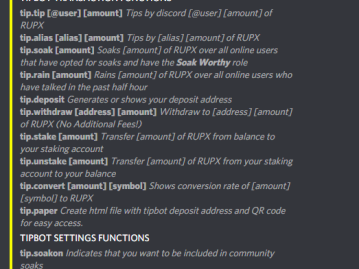 TIPBOT TRANSACTION FUNCTIONS
tip.tip [@user] [amount] Tips by discord [@user] [amount] of
RUPX
tip.alias [alias] [amount] Tips by [alias] [amount] of RUPX
tip.soak [amount] Soaks [amount] of RUPX over all online users
that have opted for soaks and have the Soak Worthy role
tip.rain [amount] Rains [amount] of RUPX over all online users who
have talked in the past half hour
tip.deposit Generates or shows your deposit address
tip.withdraw [address] [amount] Withdraw to [address] [amount]
of RUPX (No Additional Fees!)
tip.stake [amount] Transfer [amount] of RUPX from balance to
your staking account
tip.unstake [amount] Transfer [amount] of RUPX from your staking
account to your balance
tip.convert [amount] [symbol] Shows conversion rate of [amount]
[symbol] to RUPX
tip.paper Create html file with tipbot deposit address and QR code
for easy access.
TIPBOT SETTINGS FUNCTIONS
tip.soakon Indicates that you want to be included in community
soaks